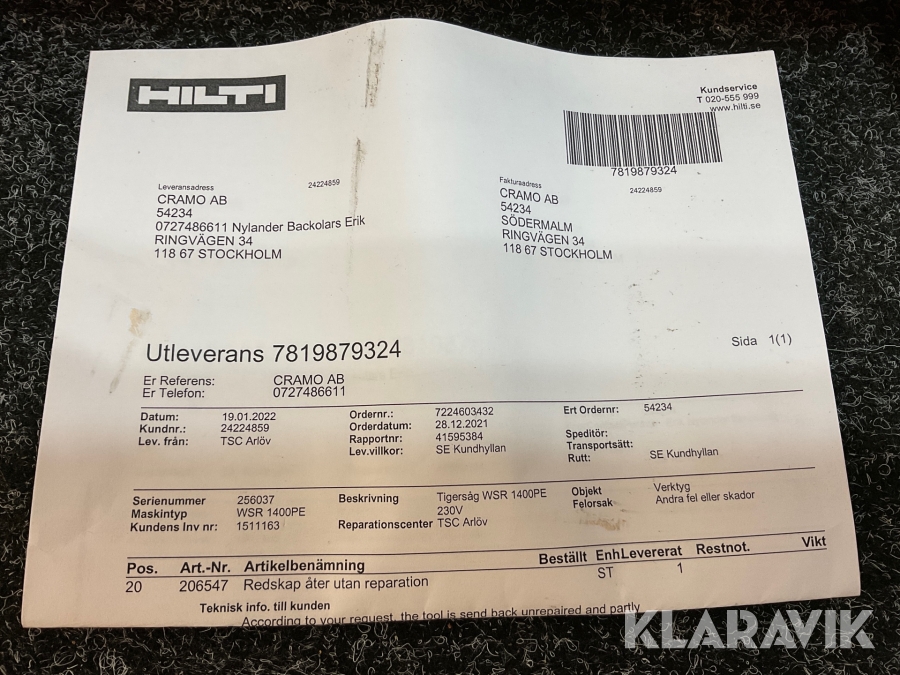 HILTI
Kundservice
T 020-555 999
www.hilti.se
7819879324
Leveransadress 24224859
CRAMO AB
54234
0727486611 Nylander Backolars Erik
RINGVÄGEN 34
118 67 STOCKHOLM
Fakturaadress 24224859
CRAMO AB
54234
SÖDERMALM
RINGVÄGEN 34
118 67 STOCKHOLM
Utleverans 7819879324
Sida 1(1)
Er Referens: CRAMO AB
Er Telefon: 0727486611
Datum: 19.01.2022 Ordernr.: 7224603432 Ert Ordernr: 54234
Kundnr.: 24224859 Orderdatum: 28.12.2021 Speditör:
Lev. från: TSC Arlöv Rapportnr: 41595384 Transportsätt:
Lev.villkor: SE Kundhyllan Rutt: SE Kundhyllan
Serienummer 256037 Beskrivning Tigersåg WSR 1400PE Objekt Verktyg
Maskintyp WSR 1400PE 230V Felorsak Andra fel eller skador
Kundens Inv nr: 1511163 Reparationscenter TSC Arlöv
Pos. Art.-Nr. Artikelbenämning Beställt Enh Levererat Restnot. Vikt
20 206547 Redskap åter utan reparation ST 1
Teknisk info. till kunden
According to your request, the tool is send back unrepaired and partly
KLARAVIK